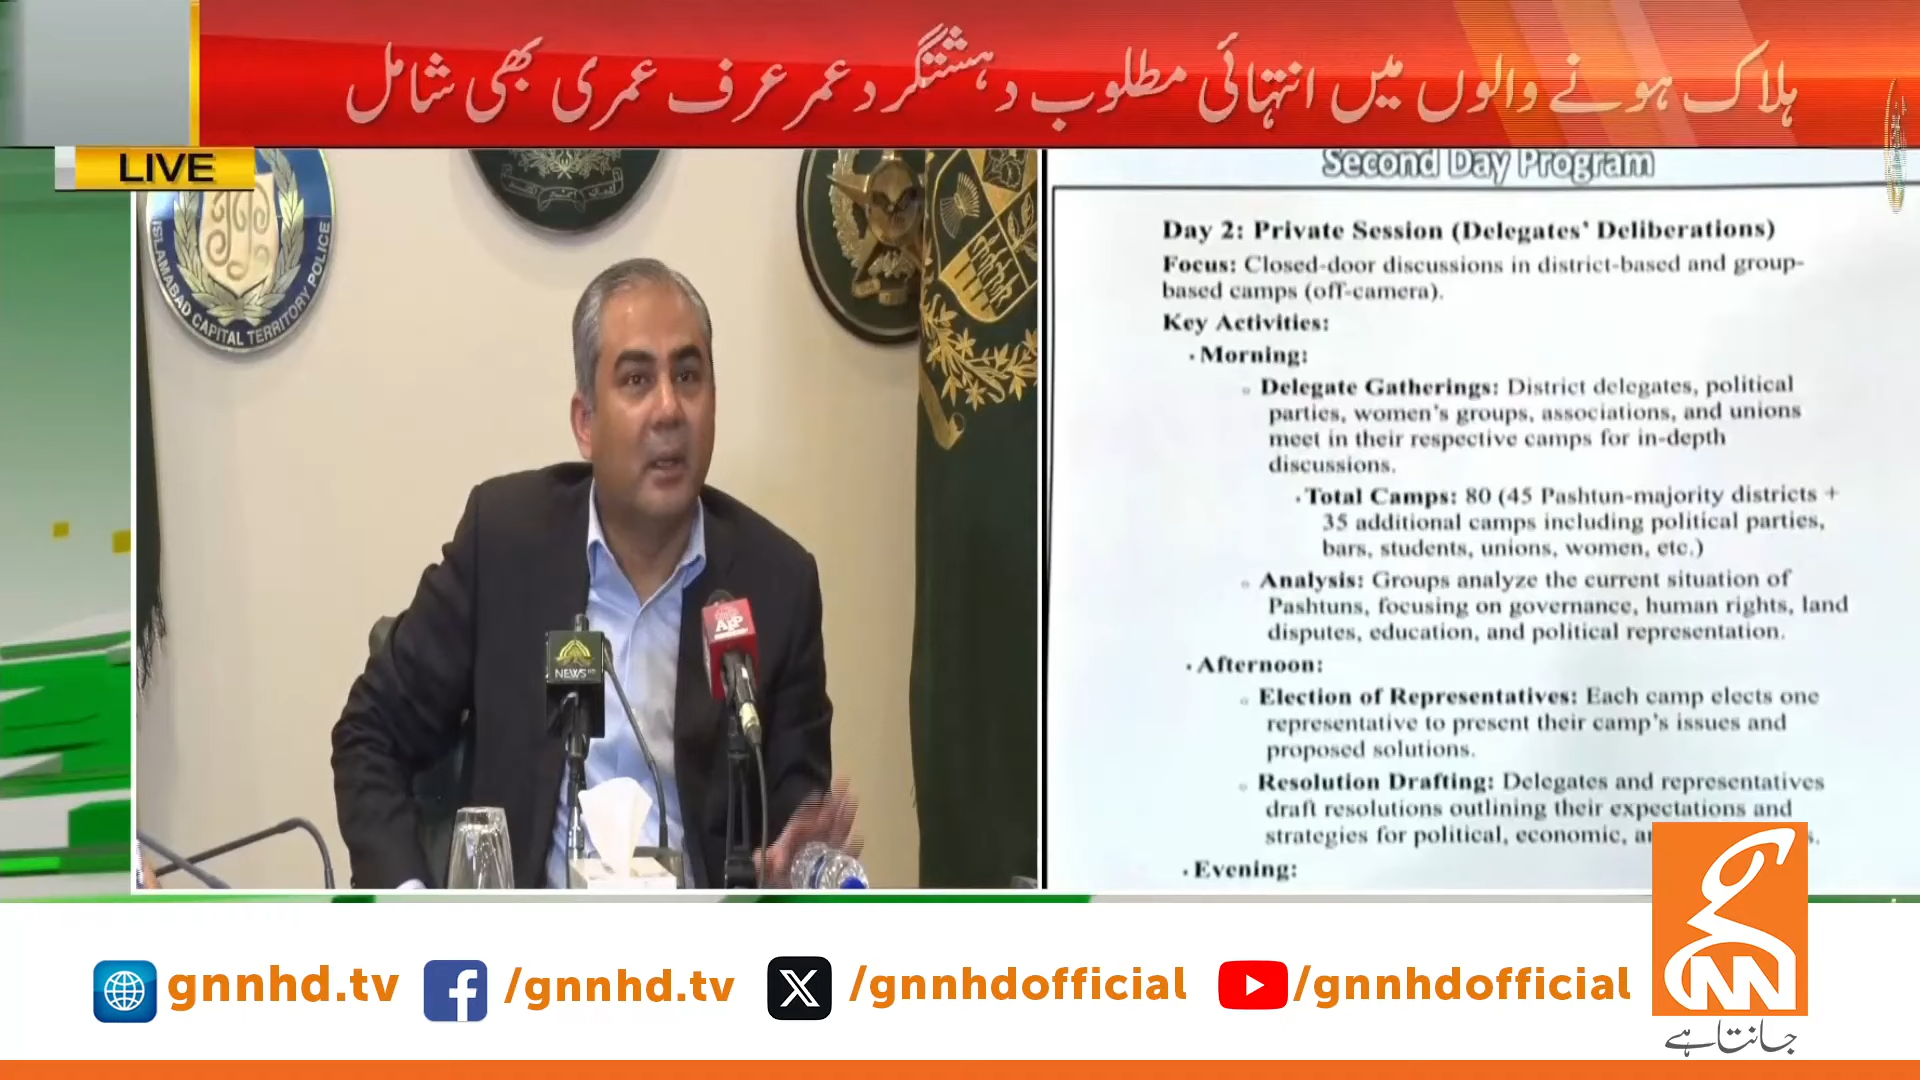 ہلاک ہونے والوں میں انتہائی مطلوب دہشتگرد عمر عرف عمری بھی شامل
LIVE
ISLAMABAD CAPITAL TERRITORY POLICE
NEWS
APP
Second Day Program
Day 2: Private Session (Delegates' Deliberations)
Focus: Closed-door discussions in district-based and group-
based camps (off-camera).
Key Activities:
• Morning:
○ Delegate Gatherings: District delegates, political
parties, women's groups, associations, and unions
meet in their respective camps for in-depth
discussions.
▪ Total Camps: 80 (45 Pashtun-majority districts +
35 additional camps including political parties,
bars, students, unions, women, etc.)
○ Analysis: Groups analyze the current situation of
Pashtuns, focusing on governance, human rights, land
disputes, education, and political representation.
• Afternoon:
○ Election of Representatives: Each camp elects one
representative to present their camp's issues and
proposed solutions.
○ Resolution Drafting: Delegates and representatives
draft resolutions outlining their expectations and
strategies for political, economic,
• Evening:
gnnhd.tv
/gnnhd.tv
/gnnhdofficial
/gnnhdofficial
GNN
جانتا ہے